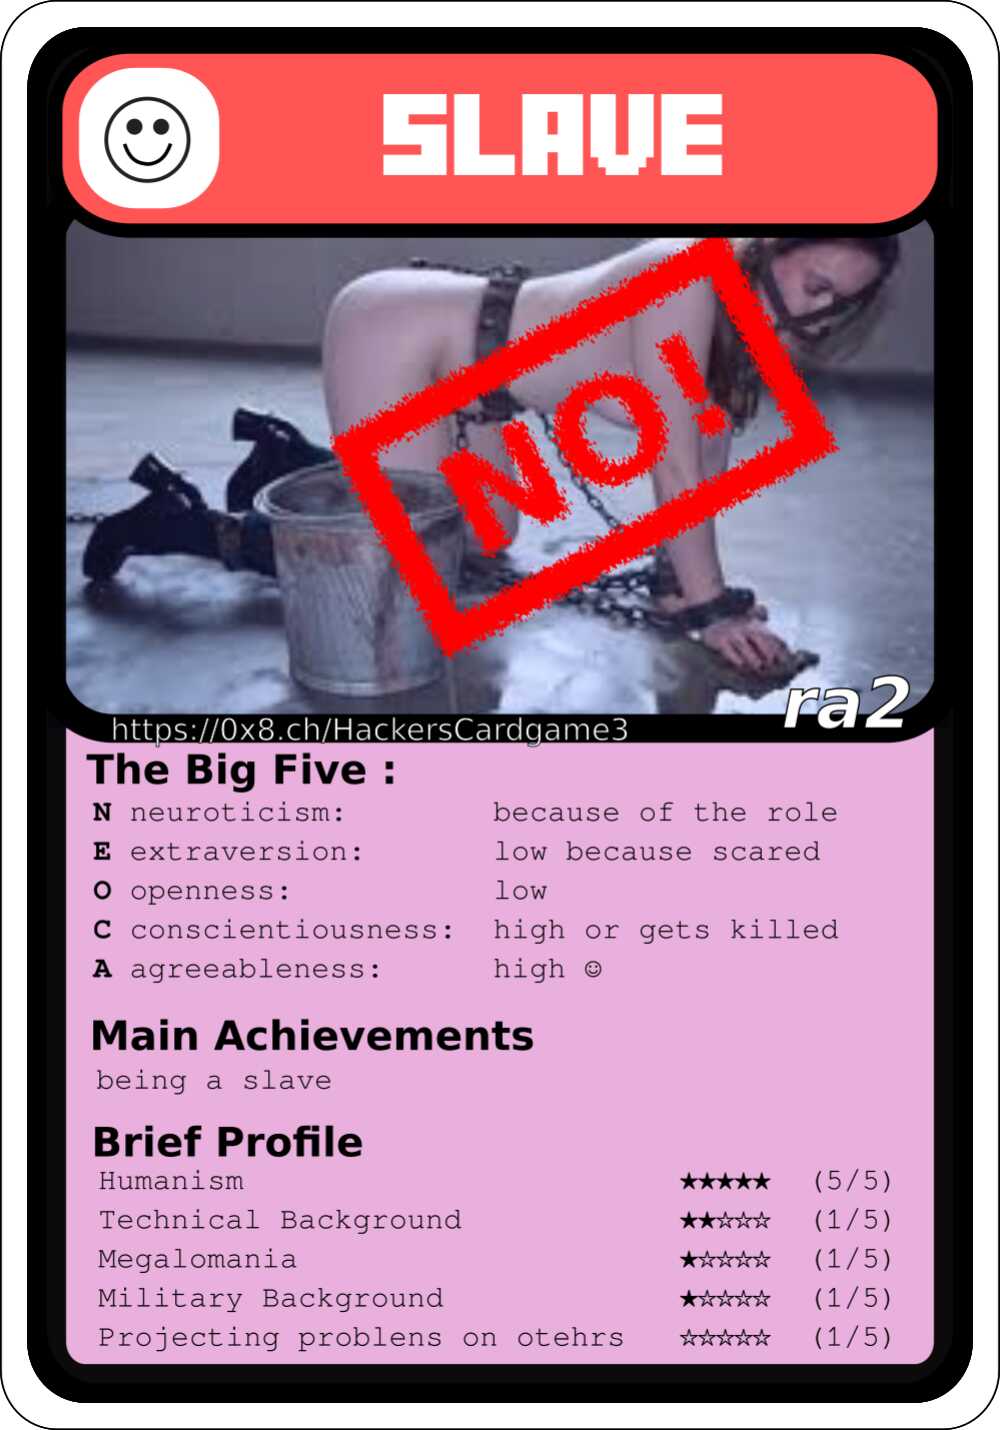 SLAVE
NO!
ra2
https://0x8.ch/HackersCardgame3
The Big Five :
N neuroticism: because of the role
E extraversion: low because scared
O openness: low
C conscientiousness: high or gets killed
A agreeableness: high ☺
Main Achievements
being a slave
Brief Profile
Humanism ★★★★★ (5/5)
Technical Background ★★☆☆☆ (1/5)
Megalomania ★☆☆☆☆ (1/5)
Military Background ★☆☆☆☆ (1/5)
Projecting problens on otehrs ☆☆☆☆☆ (1/5)